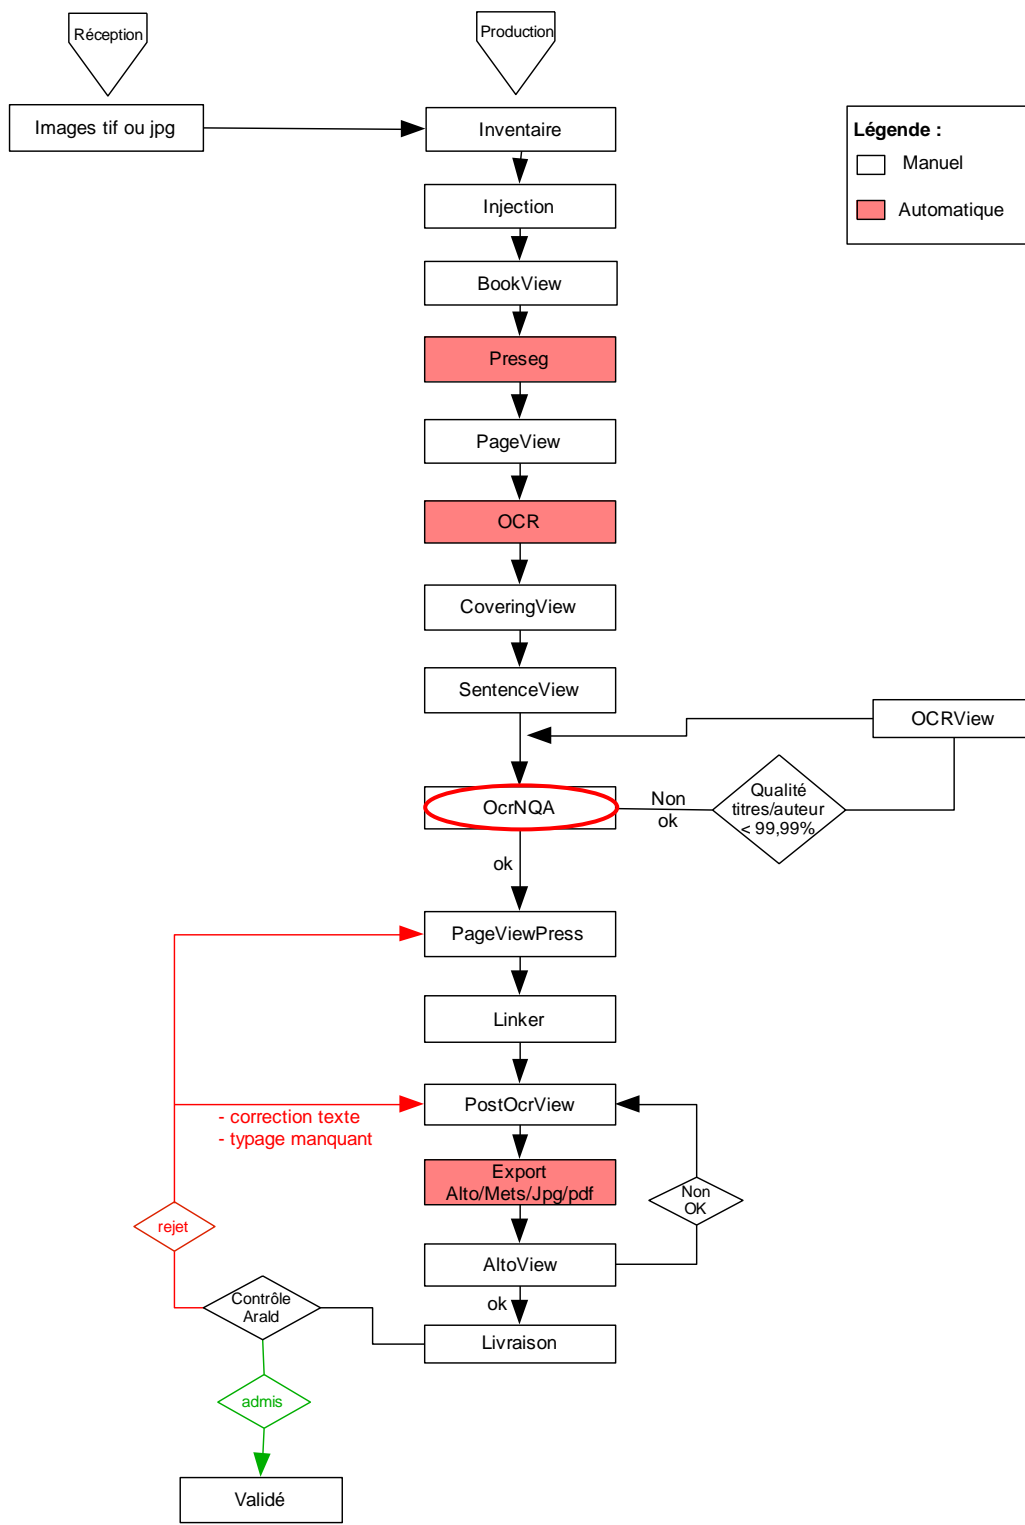 Réception
Production
Images tif ou jpg
Inventaire
Légende :
Manuel
Automatique
Injection
BookView
Preseg
PageView
OCR
CoveringView
SentenceView
OCRView
OcrNQA
Non
ok
Qualité
titres/auteur
< 99,99%
ok
PageViewPress
Linker
PostOcrView
- correction texte
- typage manquant
Export
Alto/Mets/Jpg/pdf
Non
OK
rejet
AltoView
ok
Contrôle
Arald
Livraison
admis
Validé